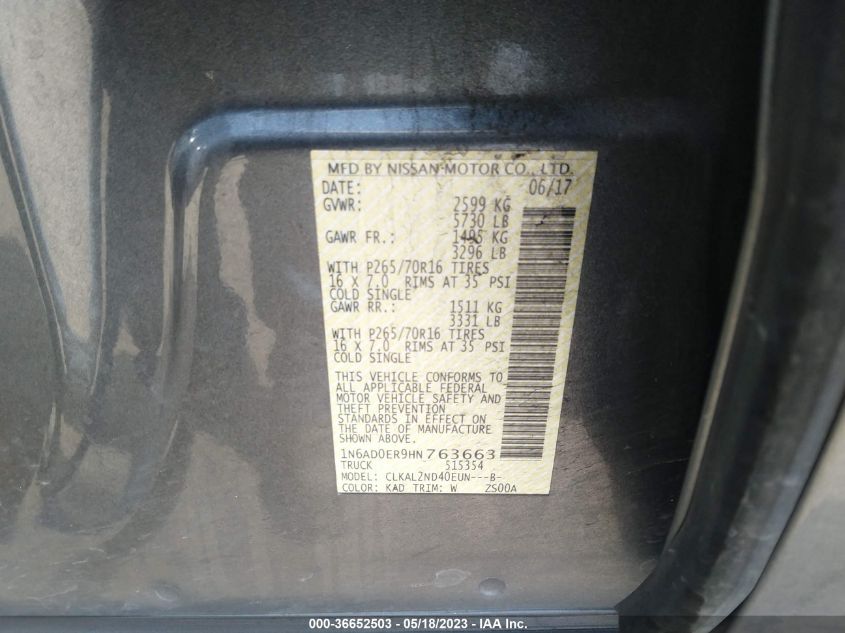 MFD BY NISSAN MOTOR CO., LTD.
DATE: 06/17
GVWR: 2599 KG
5730 LB
GAWR FR.: 1495 KG
3296 LB
WITH P265/70R16 TIRES
16 X 7.0 RIMS AT 35 PSI
COLD SINGLE
GAWR RR.: 1511 KG
3331 LB
WITH P265/70R16 TIRES
16 X 7.0 RIMS AT 35 PSI
COLD SINGLE
THIS VEHICLE CONFORMS TO
ALL APPLICABLE FEDERAL
MOTOR VEHICLE SAFETY AND
THEFT PREVENTION
STANDARDS IN EFFECT ON
THE DATE OF MANUFACTURE
SHOWN ABOVE.
1N6AD0ER9HN763663
TRUCK 515354
MODEL: CLKALZND40EUN---B-
COLOR: KAD TRIM: W ZS00A
000-36652503 - 05/18/2023 - IAA Inc.